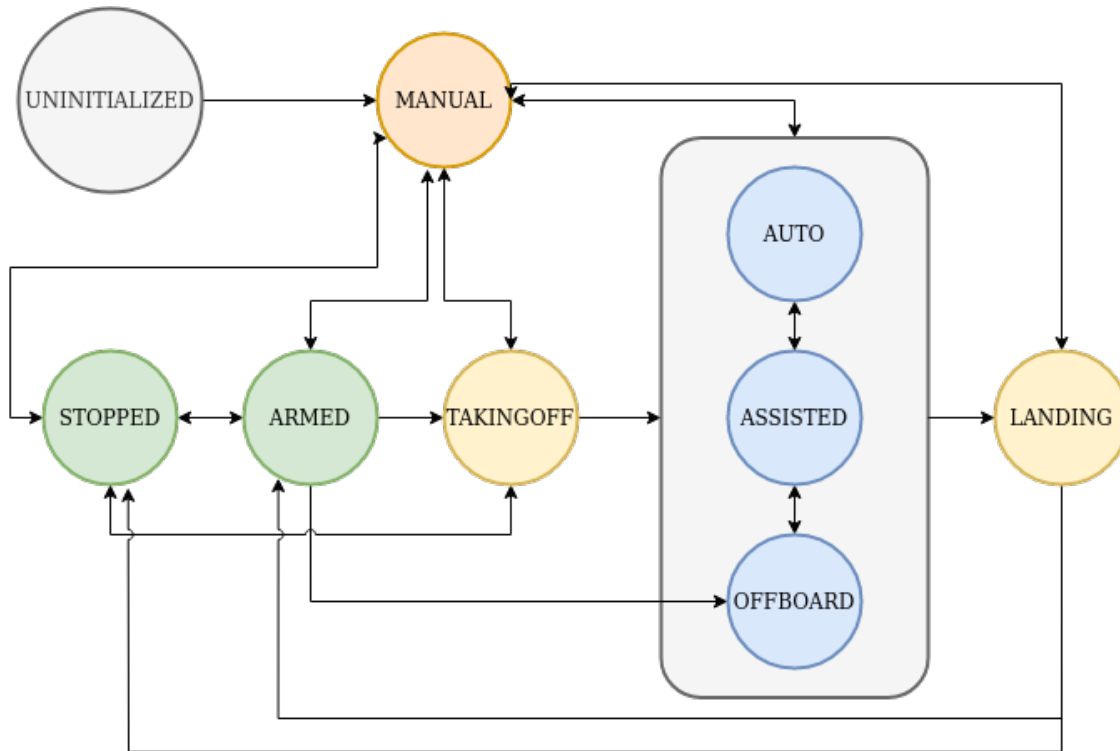 UNINITIALIZED
MANUAL
AUTO
STOPPED
ARMED
TAKINGOFF
ASSISTED
LANDING
OFFBOARD